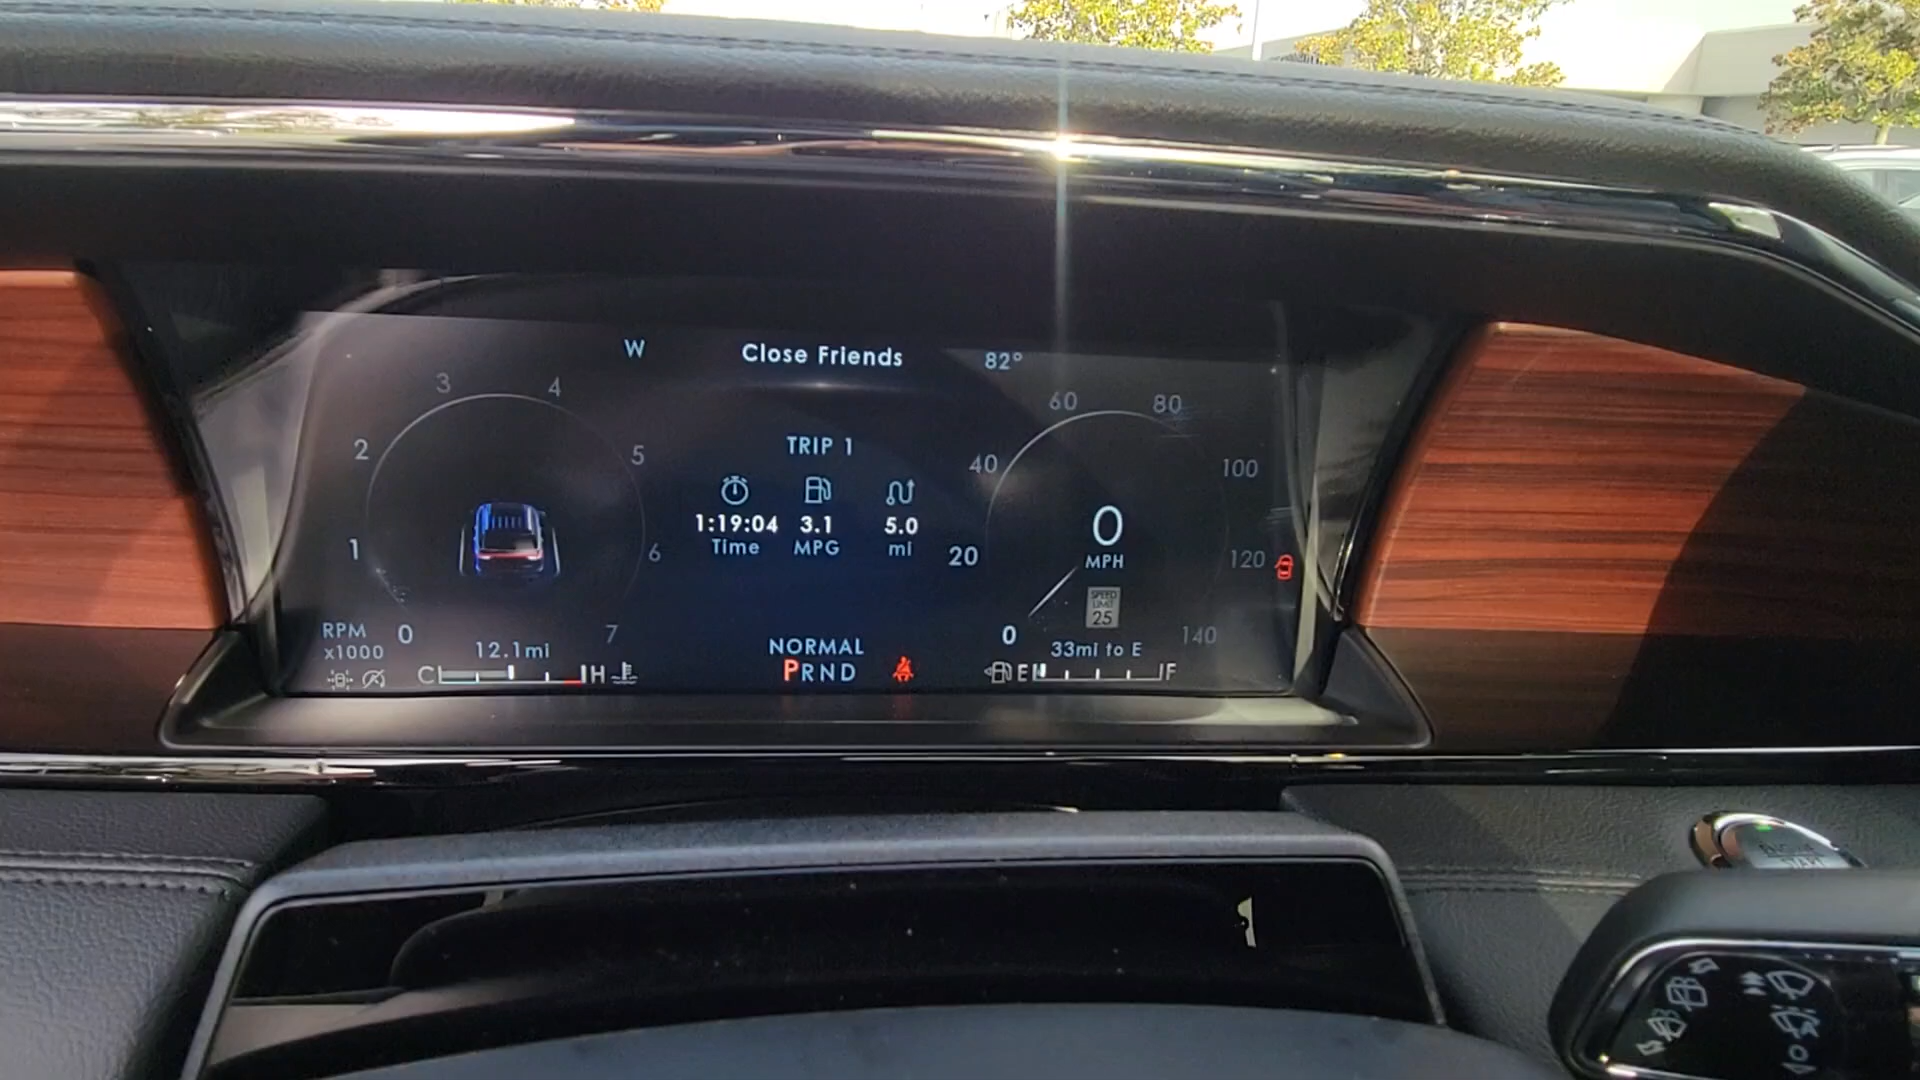 W Close Friends 82°
3 4
2 5
1 6
0 7
RPM
x1000
12.1mi
C H
TRIP 1
1:19:04 3.1 5.0
Time MPG mi
NORMAL
PRND
60 80
40 100
20 120
0 140
0
MPH
SPEED
LIMIT
25
33mi to E
E F
ENGINE
START